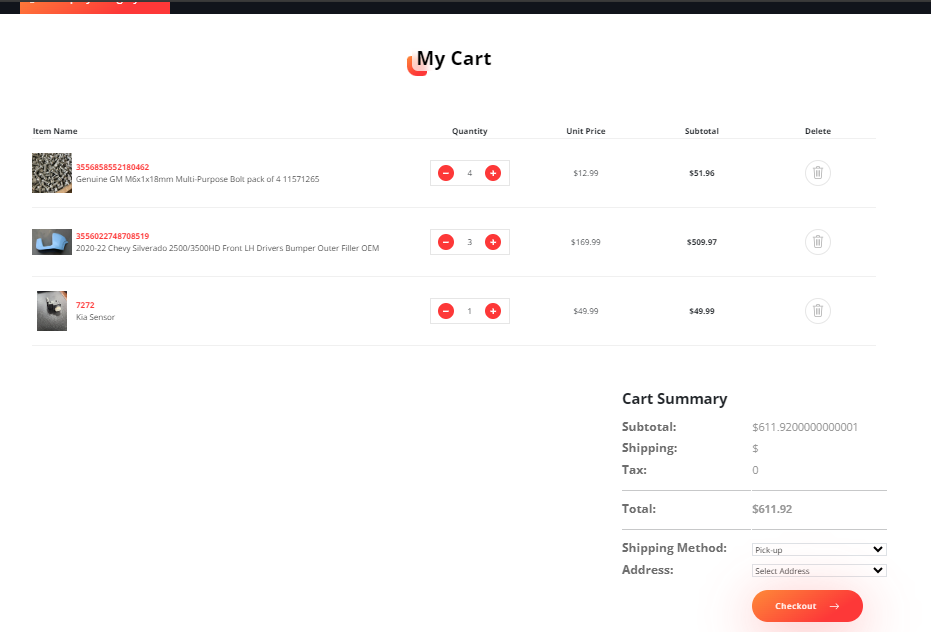 My Cart
Item Name Quantity Unit Price Subtotal Delete
3556858552180462
Genuine GM M6x1x18mm Multi-Purpose Bolt pack of 4 11571265
4 $12.99 $51.96
3556022748708519
2020-22 Chevy Silverado 2500/3500HD Front LH Drivers Bumper Outer Filler OEM
3 $169.99 $509.97
7272
Kia Sensor
1 $49.99 $49.99
Cart Summary
Subtotal: $611.9200000000001
Shipping: $
Tax: 0
Total: $611.92
Shipping Method: Pick-up
Address: Select Address
Checkout →